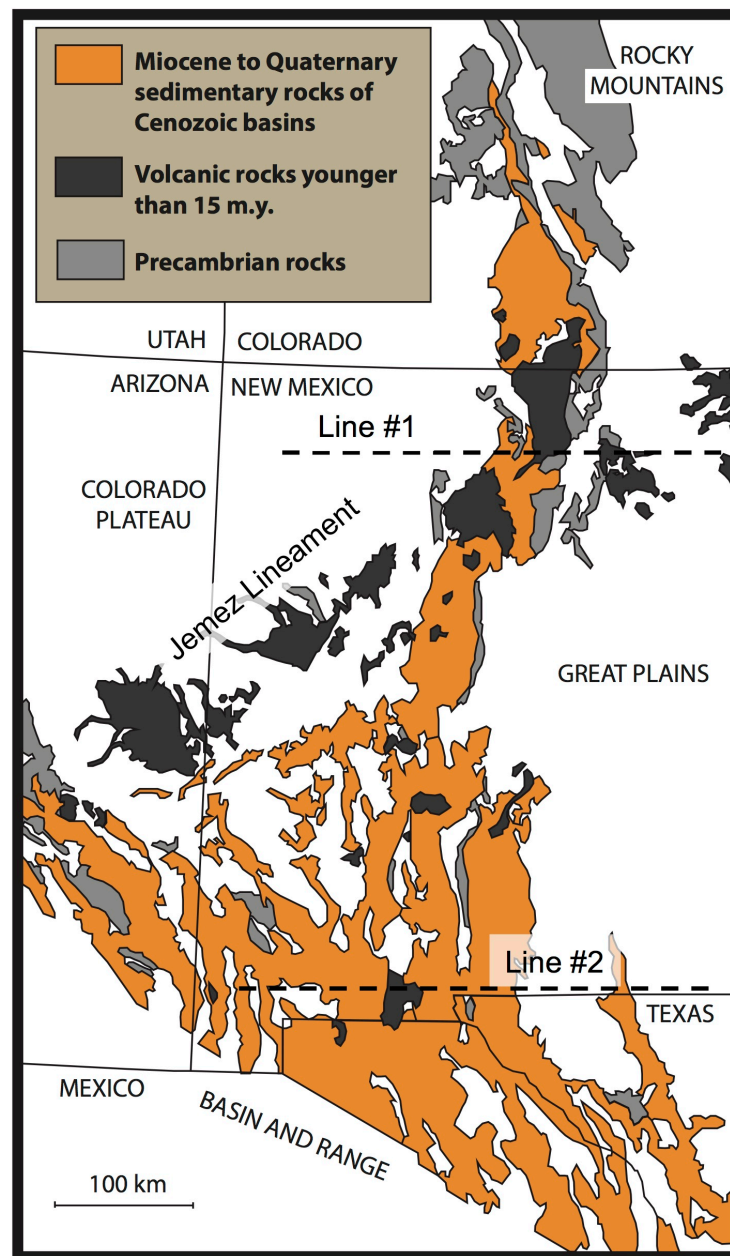 Miocene to Quaternary
sedimentary rocks of
Cenozoic basins
Volcanic rocks younger
than 15 m.y.
Precambrian rocks
ROCKY
MOUNTAINS
UTAH
COLORADO
ARIZONA
NEW MEXICO
Line #1
COLORADO
PLATEAU
Jemez Lineament
GREAT PLAINS
Line #2
TEXAS
MEXICO
BASIN AND RANGE
100 km